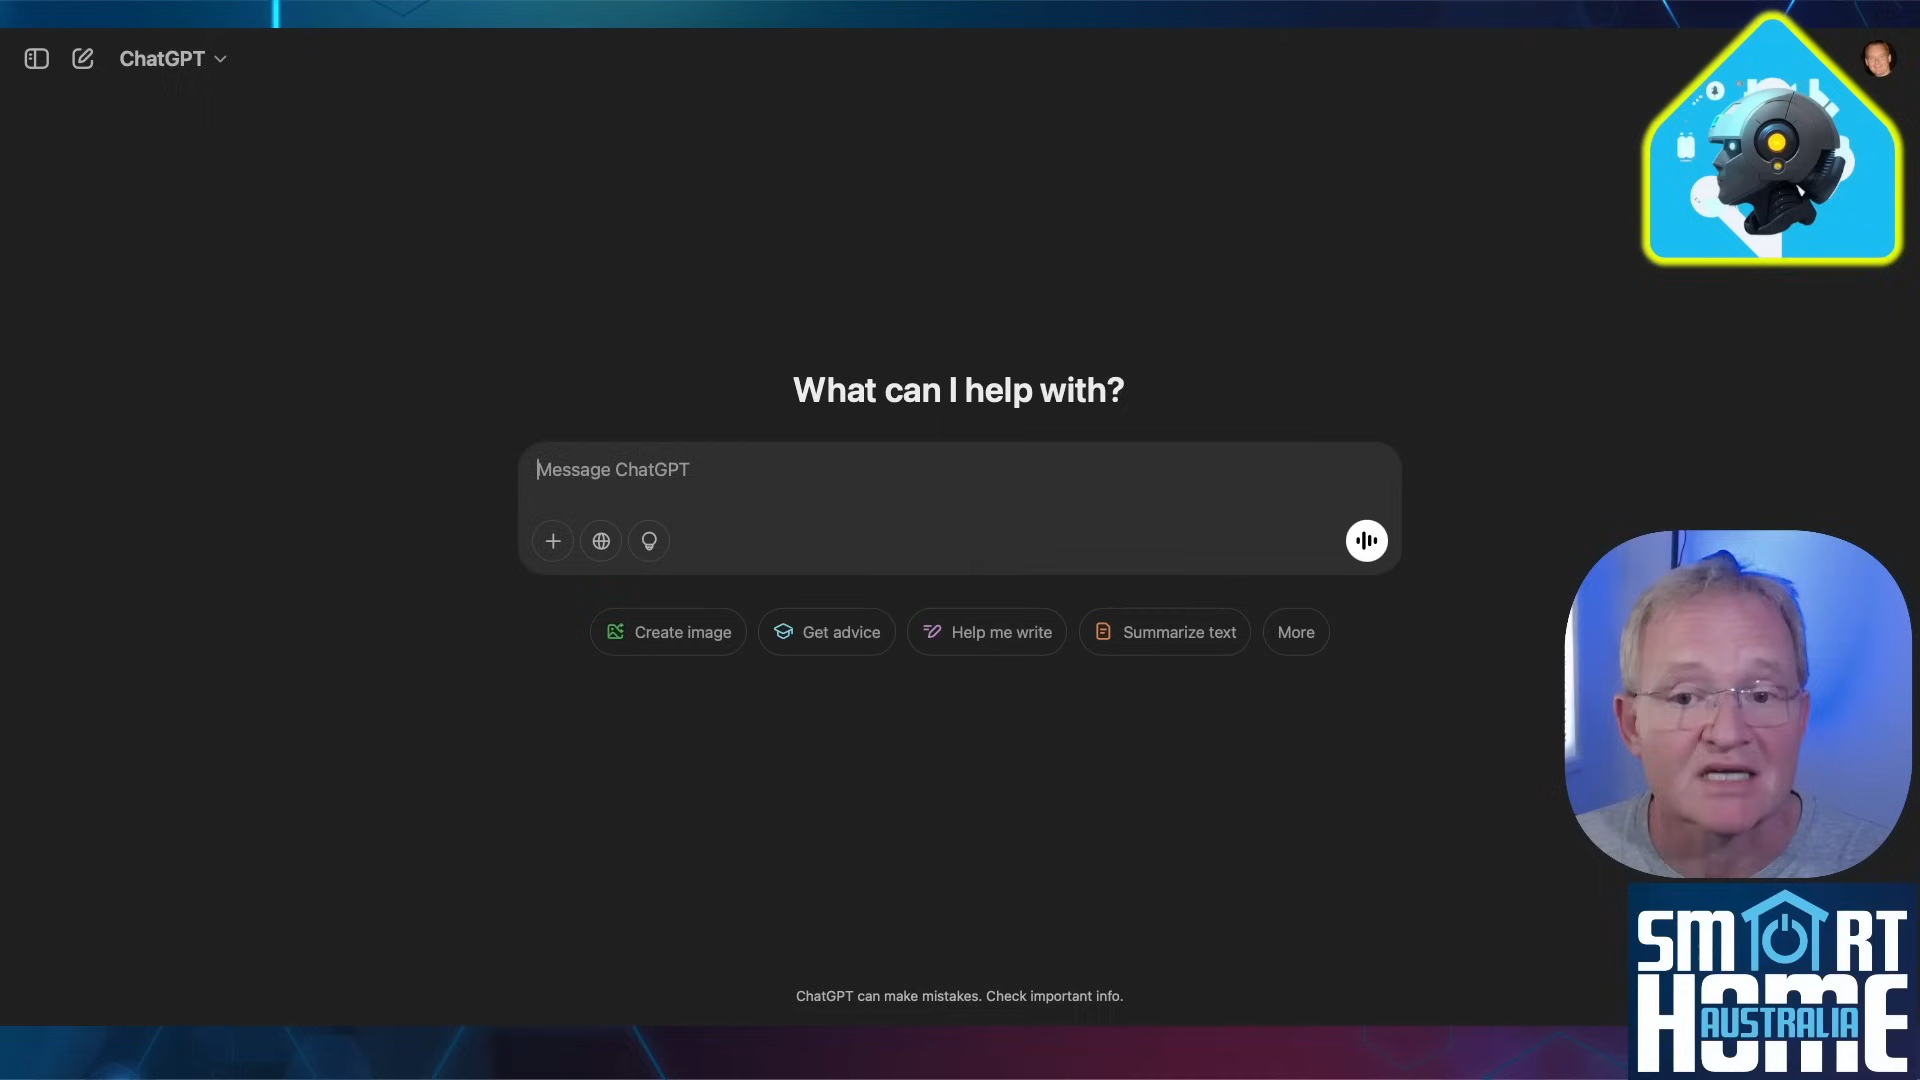 ChatGPT
What can I help with?
Message ChatGPT
Create image
Get advice
Help me write
Summarize text
More
ChatGPT can make mistakes. Check important info.
SMART
HOME
AUSTRALIA